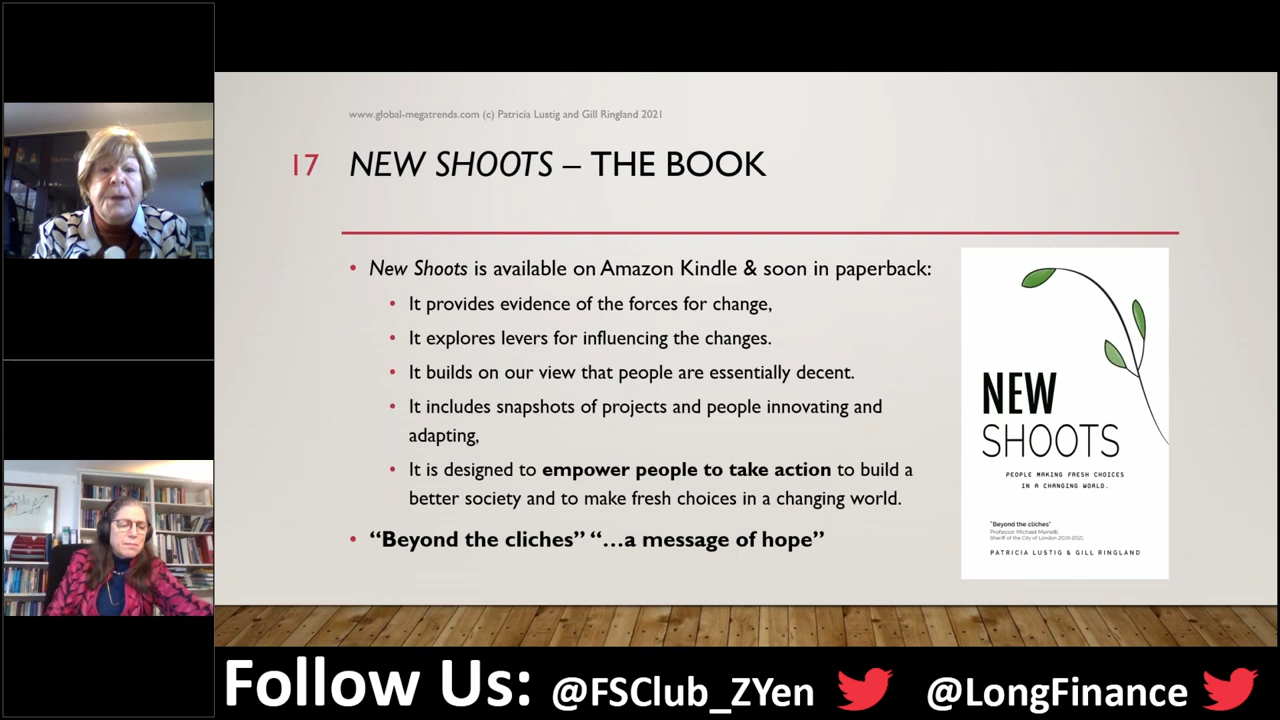 www.global-megatrends.com (c) Patricia Lustig and Gill Ringland 2021
17 NEW SHOOTS – THE BOOK
• New Shoots is available on Amazon Kindle & soon in paperback:
• It provides evidence of the forces for change,
• It explores levers for influencing the changes.
• It builds on our view that people are essentially decent.
• It includes snapshots of projects and people innovating and
adapting,
• It is designed to empower people to take action to build a
better society and to make fresh choices in a changing world.
• “Beyond the cliches” “…a message of hope”
NEW
SHOOTS
PEOPLE MAKING FRESH CHOICES
IN A CHANGING WORLD.
"Beyond the cliches"
Professor Michael Mainelli,
Sheriff of the City of London 2019-2021
PATRICIA LUSTIG & GILL RINGLAND
Follow Us: @FSClub_ZYen @LongFinance